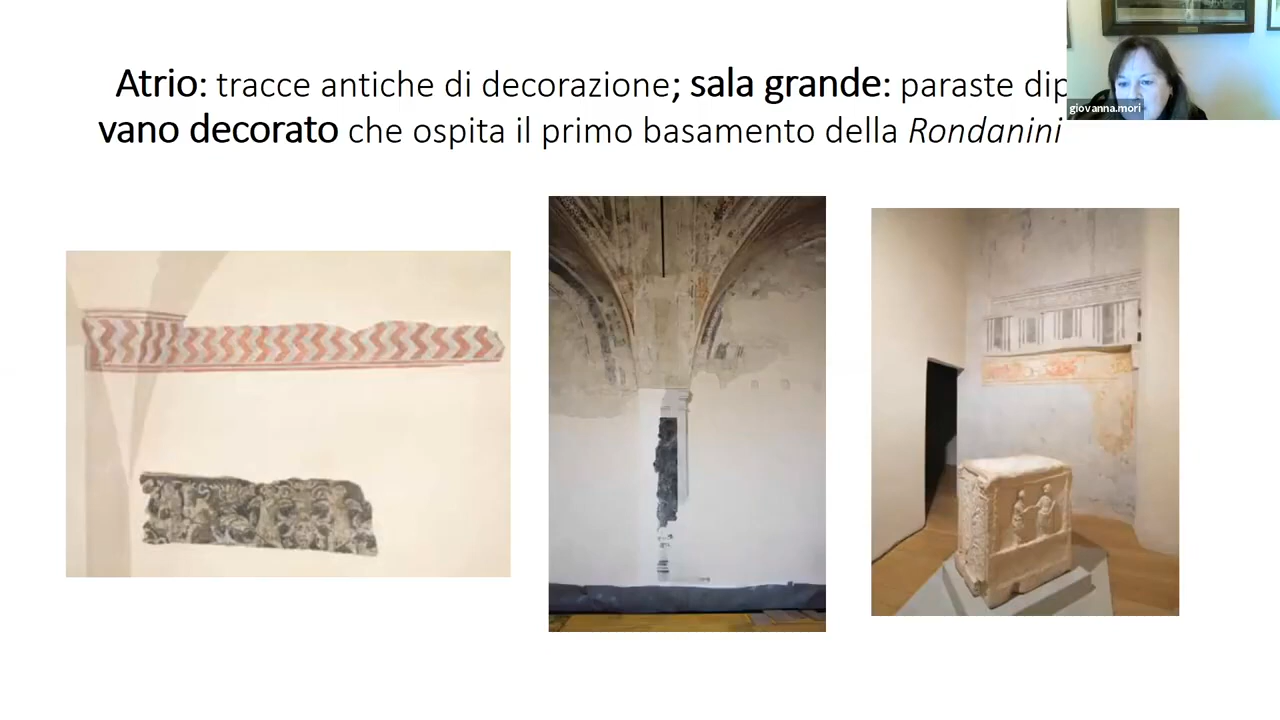 Atrio: tracce antiche di decorazione; sala grande: paraste
vano decorato che ospita il primo basamento della Rondanini
giovanna.mori